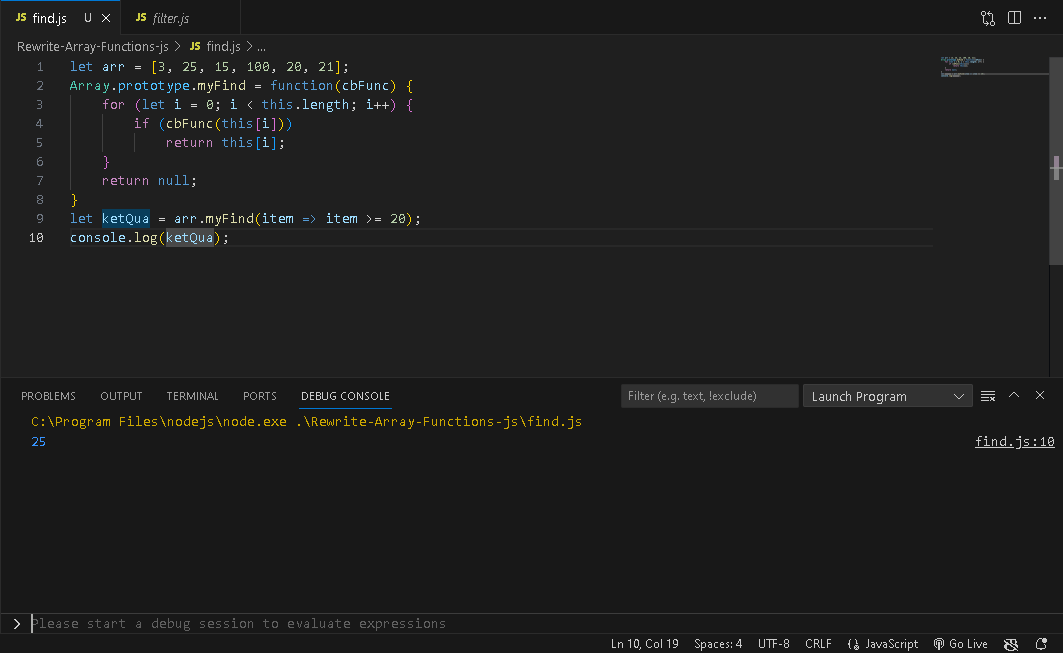 JS find.js U
JS filter.js
Rewrite-Array-Functions-js > JS find.js > ...
1 let arr = [3, 25, 15, 100, 20, 21];
2 Array.prototype.myFind = function(cbFunc) {
3 for (let i = 0; i < this.length; i++) {
4 if (cbFunc(this[i]))
5 return this[i];
6 }
7 return null;
8 }
9 let ketQua = arr.myFind(item => item >= 20);
10 console.log(ketQua);
PROBLEMS OUTPUT TERMINAL PORTS DEBUG CONSOLE Filter (e.g. text, !exclude) Launch Program
C:\Program Files\nodejs\node.exe .\Rewrite-Array-Functions-js\find.js
25 find.js:10
> Please start a debug session to evaluate expressions
Ln 10, Col 19 Spaces: 4 UTF-8 CRLF {} JavaScript Go Live